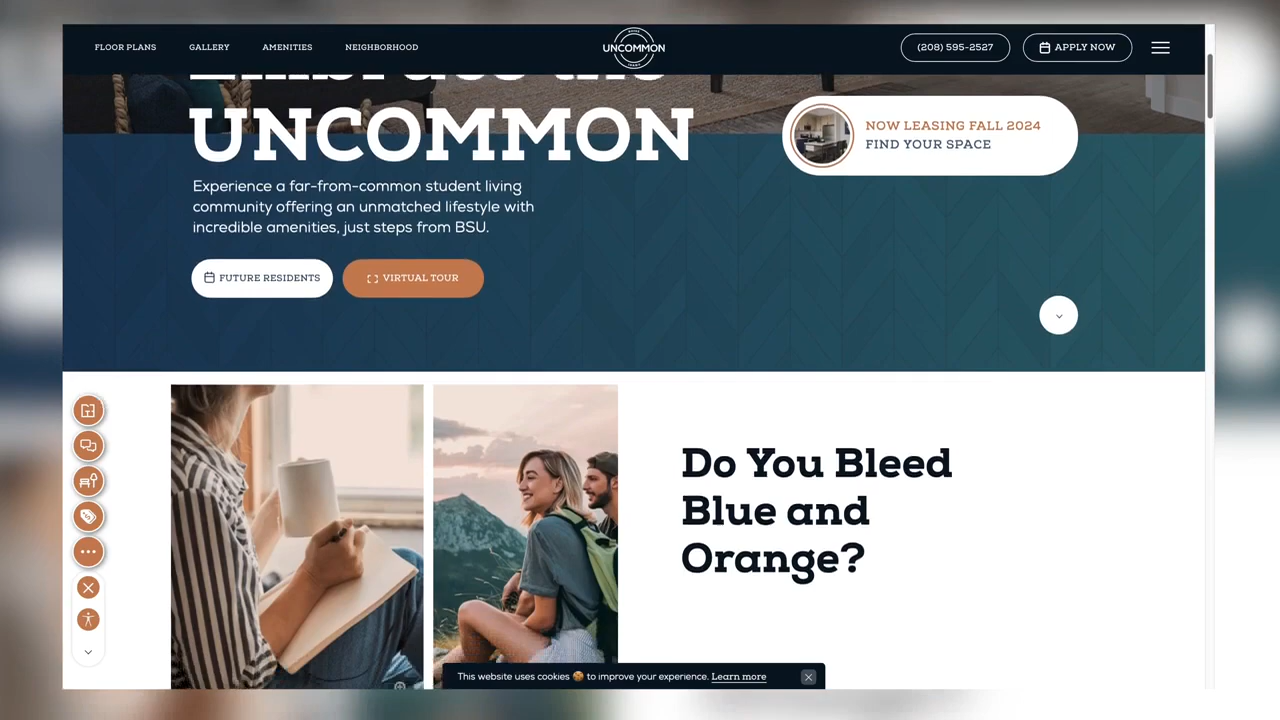 FLOOR PLANS
GALLERY
AMENITIES
NEIGHBORHOOD
UNCOMMON
(208) 595-2527
APPLY NOW
Embrace the
UNCOMMON
NOW LEASING FALL 2024
FIND YOUR SPACE
Experience a far-from-common student living
community offering an unmatched lifestyle with
incredible amenities, just steps from BSU.
FUTURE RESIDENTS
VIRTUAL TOUR
Do You Bleed
Blue and
Orange?
This website uses cookies 🍪 to improve your experience. Learn more